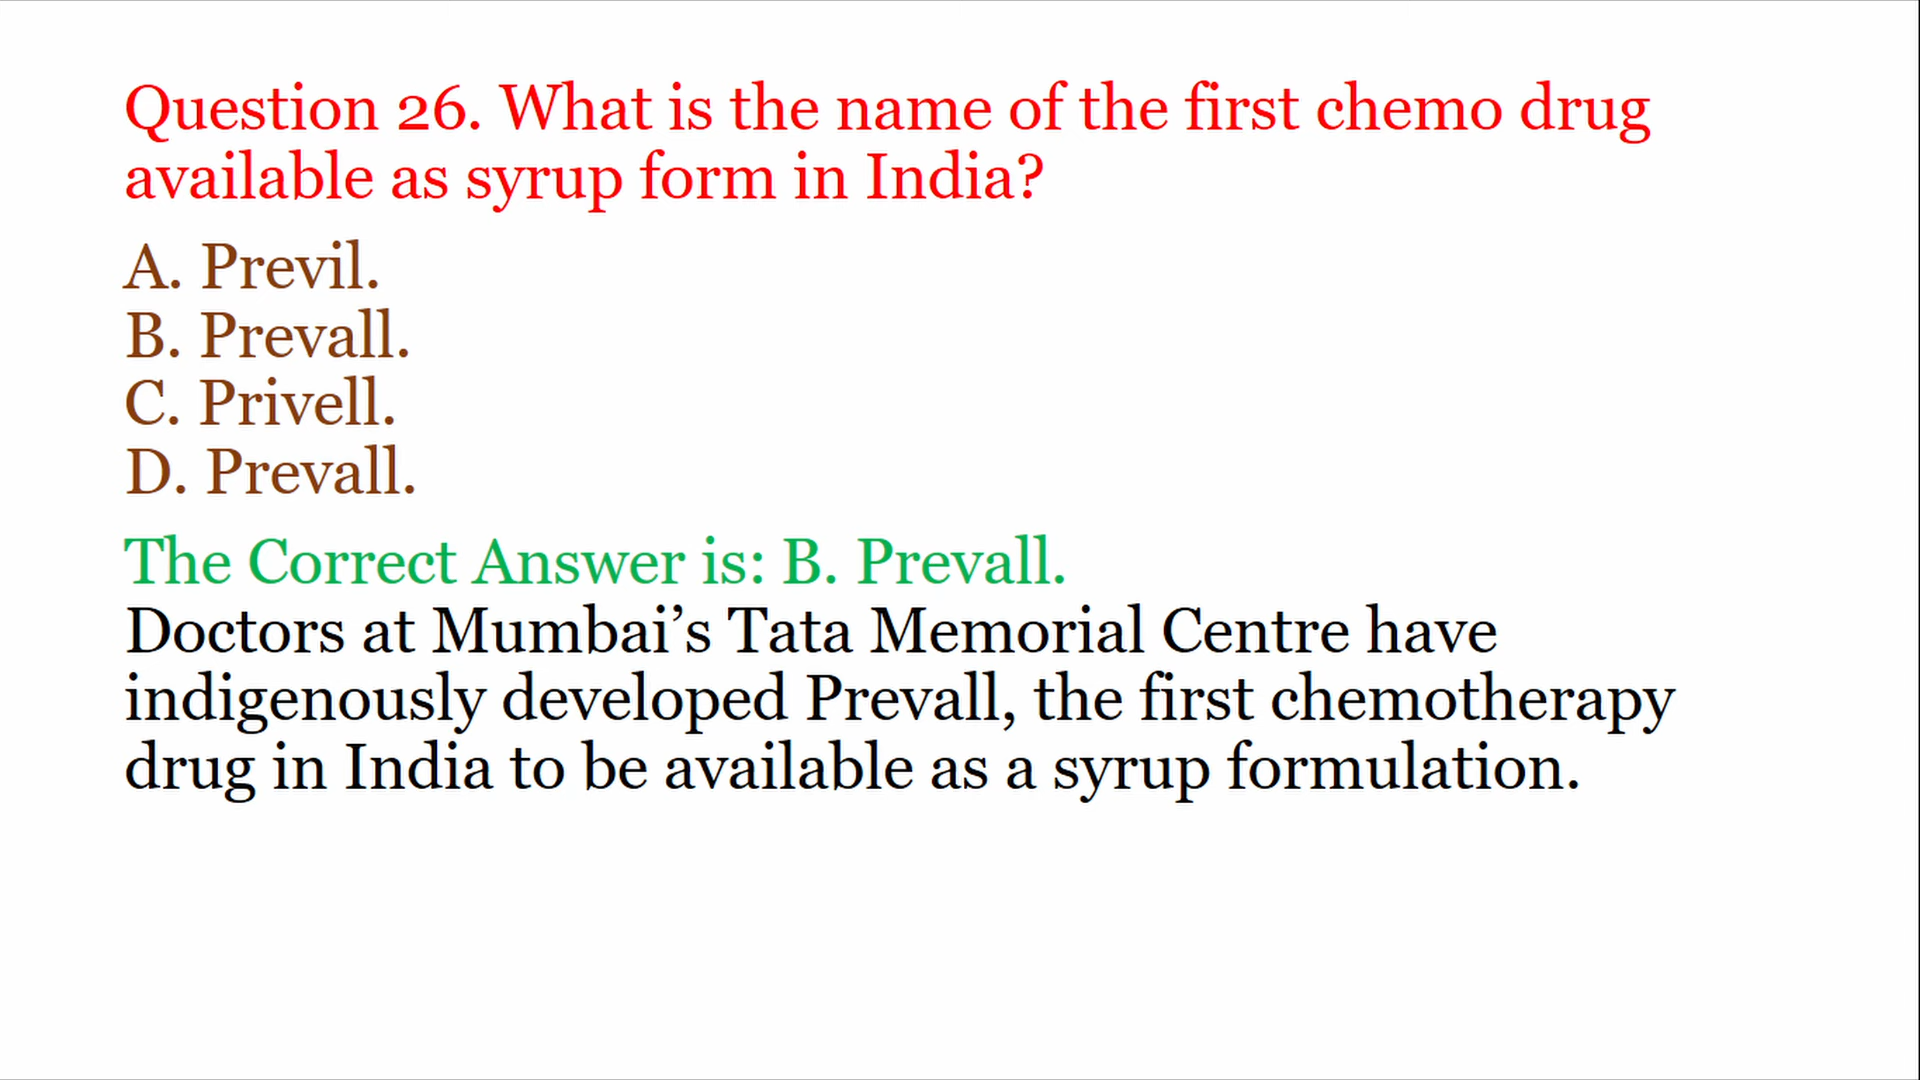 Question 26. What is the name of the first chemo drug
available as syrup form in India?
A. Previl.
B. Prevall.
C. Privell.
D. Prevall.
The Correct Answer is: B. Prevall.
Doctors at Mumbai’s Tata Memorial Centre have
indigenously developed Prevall, the first chemotherapy
drug in India to be available as a syrup formulation.